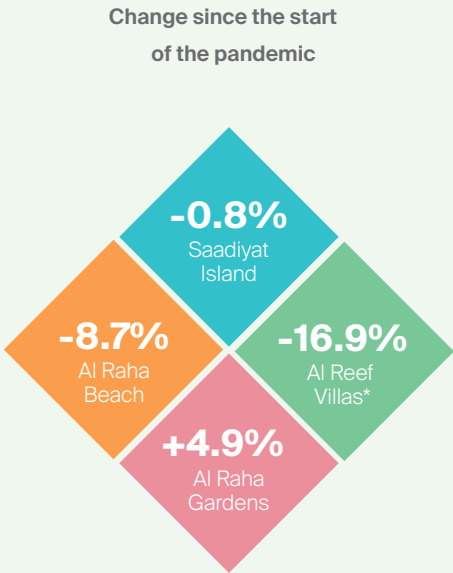 Change since the start
of the pandemic
-0.8%
Saadiyat
Island
-8.7%
Al Raha
Beach
-16.9%
Al Reef
Villas*
+4.9%
Al Raha
Gardens